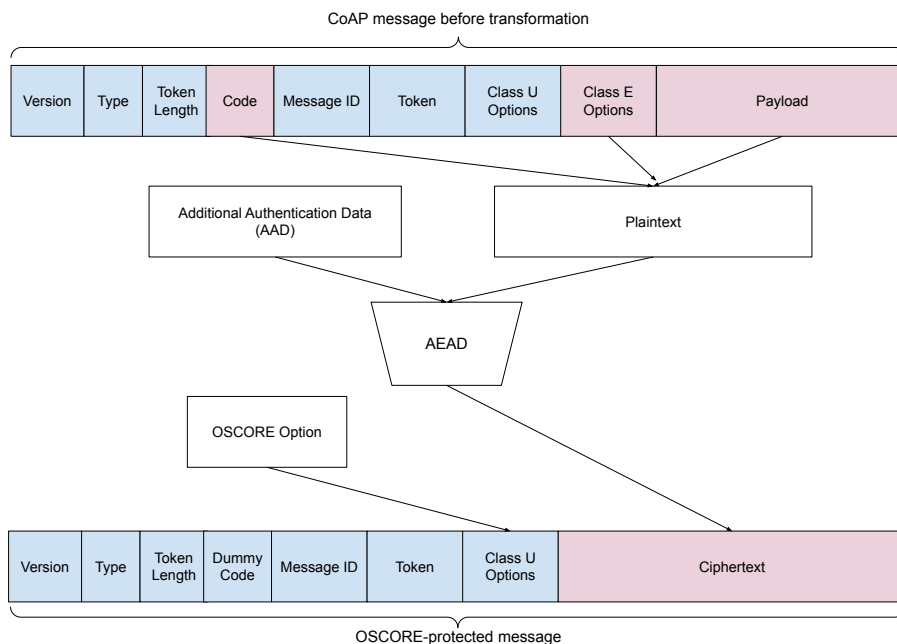 CoAP message before transformation
Version
Type
Token
Length
Code
Message ID
Token
Class U
Options
Class E
Options
Payload
Additional Authentication Data
(AAD)
Plaintext
AEAD
OSCORE Option
Version
Type
Token
Length
Dummy
Code
Message ID
Token
Class U
Options
Ciphertext
OSCORE-protected message